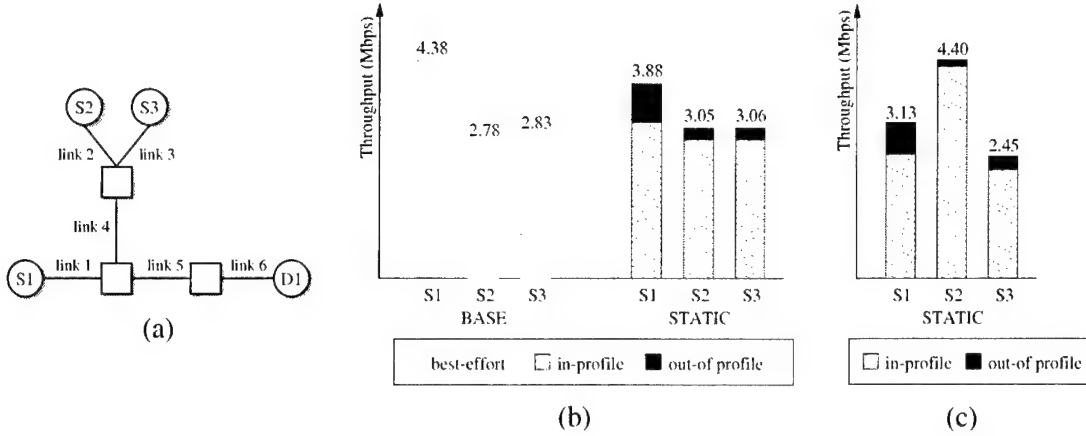 S2 S3
link 2 link 3
link 4
S1 link 1 link 5 link 6 D1
(a)
Throughput (Mbps)
4.38
2.78
2.83
3.88
3.05
3.06
S1 S2 S3
BASE
S1 S2 S3
STATIC
best-effort in-profile out-of profile
(b)
Throughput (Mbps)
3.13
4.40
2.45
S1 S2 S3
STATIC
in-profile out-of profile
(c)